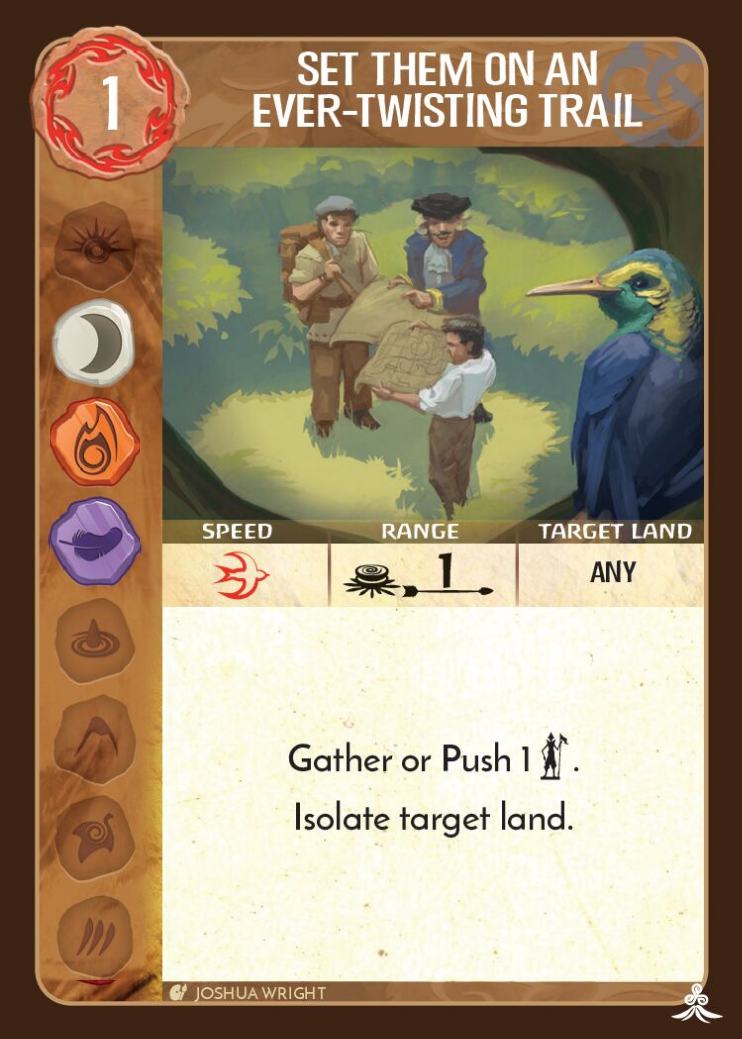 1
SET THEM ON AN
EVER-TWISTING TRAIL
SPEED RANGE TARGET LAND
1 ANY
Gather or Push 1 .
Isolate target land.
JOSHUA WRIGHT